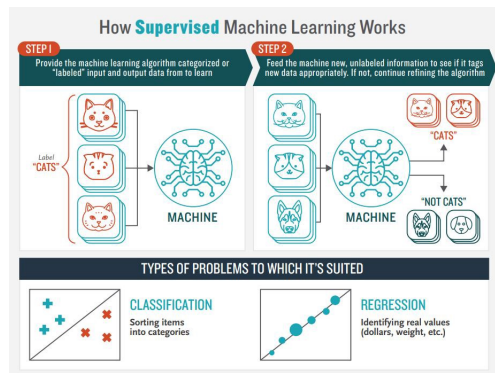 How Supervised Machine Learning Works
STEP 1
Provide the machine learning algorithm categorized or
"labeled" input and output data from to learn
Label
"CATS"
MACHINE
STEP 2
Feed the machine new, unlabeled information to see if it tags
new data appropriately. If not, continue refining the algorithm
MACHINE
"CATS"
"NOT CATS"
TYPES OF PROBLEMS TO WHICH IT'S SUITED
CLASSIFICATION
Sorting items
into categories
REGRESSION
Identifying real values
(dollars, weight, etc.)